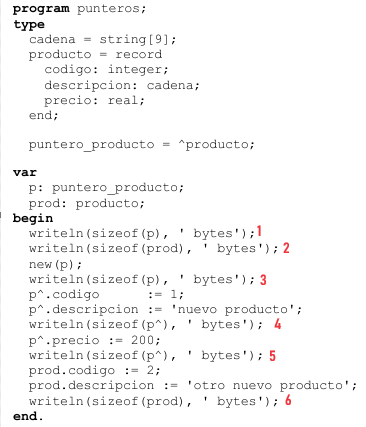 program punteros;
type
  cadena = string[9];
  producto = record
    codigo: integer;
    descripcion: cadena;
    precio: real;
  end;

  puntero_producto = ^producto;

var
  p: puntero_producto;
  prod: producto;
begin
  writeln(sizeof(p), ' bytes');1
  writeln(sizeof(prod), ' bytes'); 2
  new(p);
  writeln(sizeof(p), ' bytes'); 3
  p^.codigo      := 1;
  p^.descripcion := 'nuevo producto';
  writeln(sizeof(p^), ' bytes'); 4
  p^.precio := 200;
  writeln(sizeof(p^), ' bytes'); 5
  prod.codigo := 2;
  prod.descripcion := 'otro nuevo producto';
  writeln(sizeof(prod), ' bytes'); 6
end.